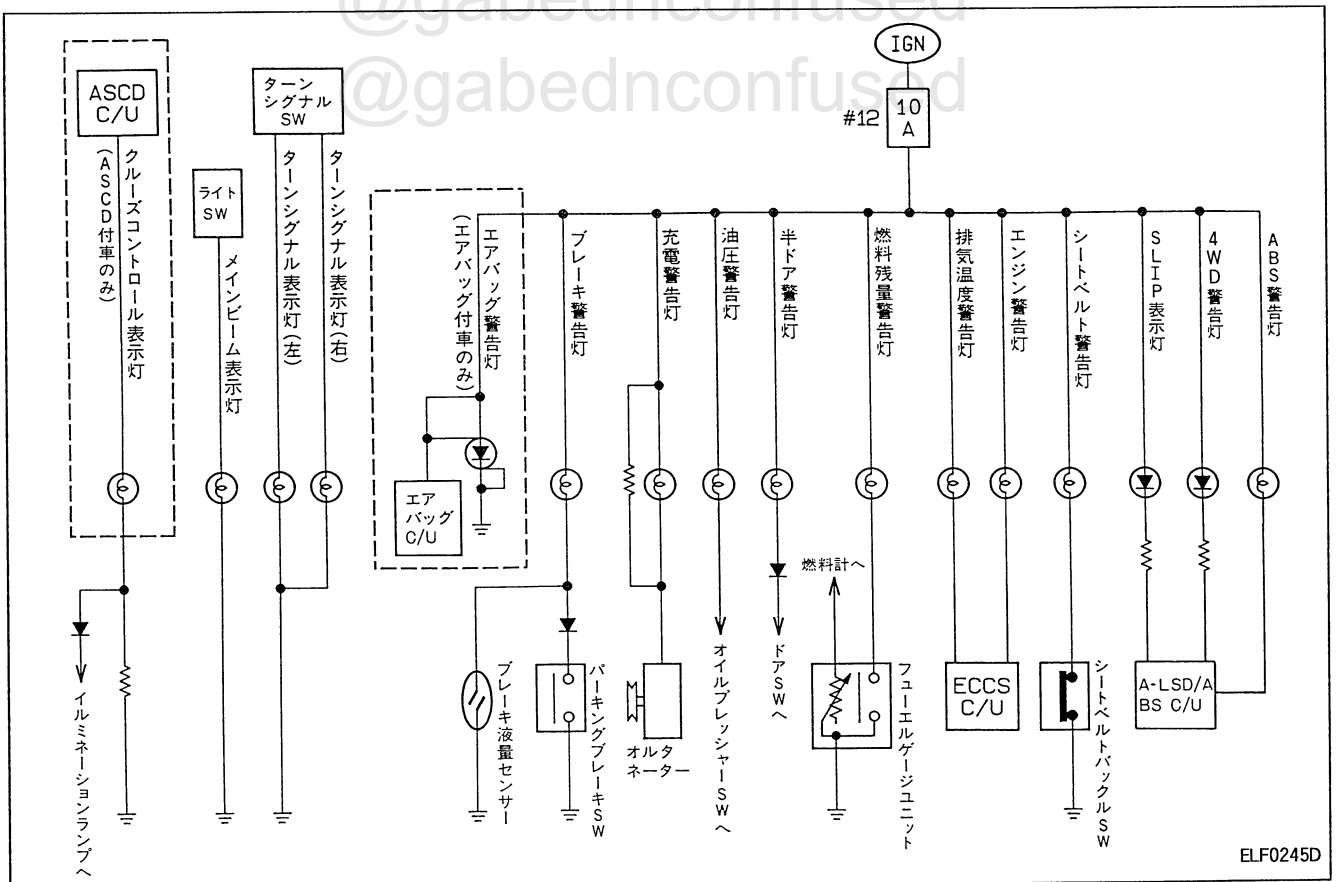 @gabednconfused
@gabednconfused
IGN
#12
10
A
ASCD
C/U
クルーズコントロール表示灯
(ASCD付車のみ)
ライト
SW
メインビーム表示灯
ターン
シグナル
SW
ターンシグナル表示灯(左)
ターンシグナル表示灯(右)
エアバッグ警告灯
(エアバッグ付車のみ)
ブレーキ警告灯
充電警告灯
油圧警告灯
半ドア警告灯
燃料残量警告灯
排気温度警告灯
エンジン警告灯
シートベルト警告灯
SLIP表示灯
4WD警告灯
ABS警告灯
エア
バッグ
C/U
燃料計へ
イルミネーションランプへ
ブレーキ液量センサー
パーキングブレーキSW
オルタ
ネーター
オイルプレッシャーSWへ
ドアSWへ
フューエルゲージユニット
ECCS
C/U
シートベルトバックルSW
A-LSD/A
BS C/U
ELF0245D